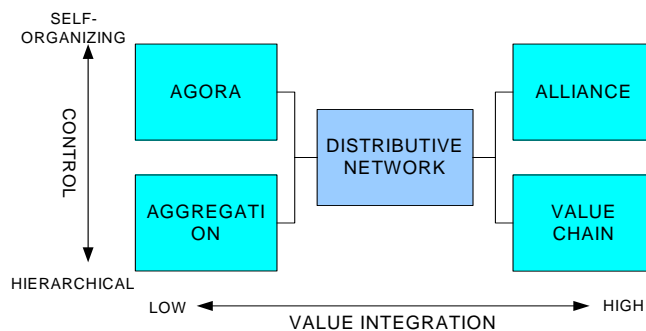 SELF-
ORGANIZING
AGORA
ALLIANCE
DISTRIBUTIVE
NETWORK
CONTROL
AGGREGATI
ON
VALUE
CHAIN
HIERARCHICAL
LOW
HIGH
VALUE INTEGRATION